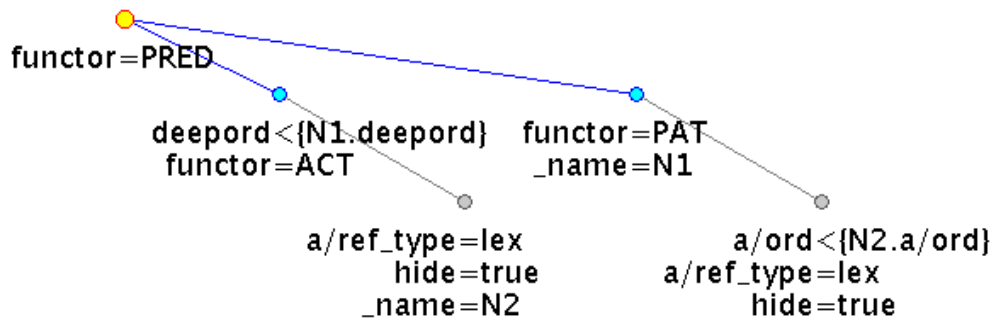 functor=PRED
deepord<{N1.deepord}
functor=ACT
functor=PAT
_name=N1
a/ref_type=lex
hide=true
_name=N2
a/ord<{N2.a/ord}
a/ref_type=lex
hide=true